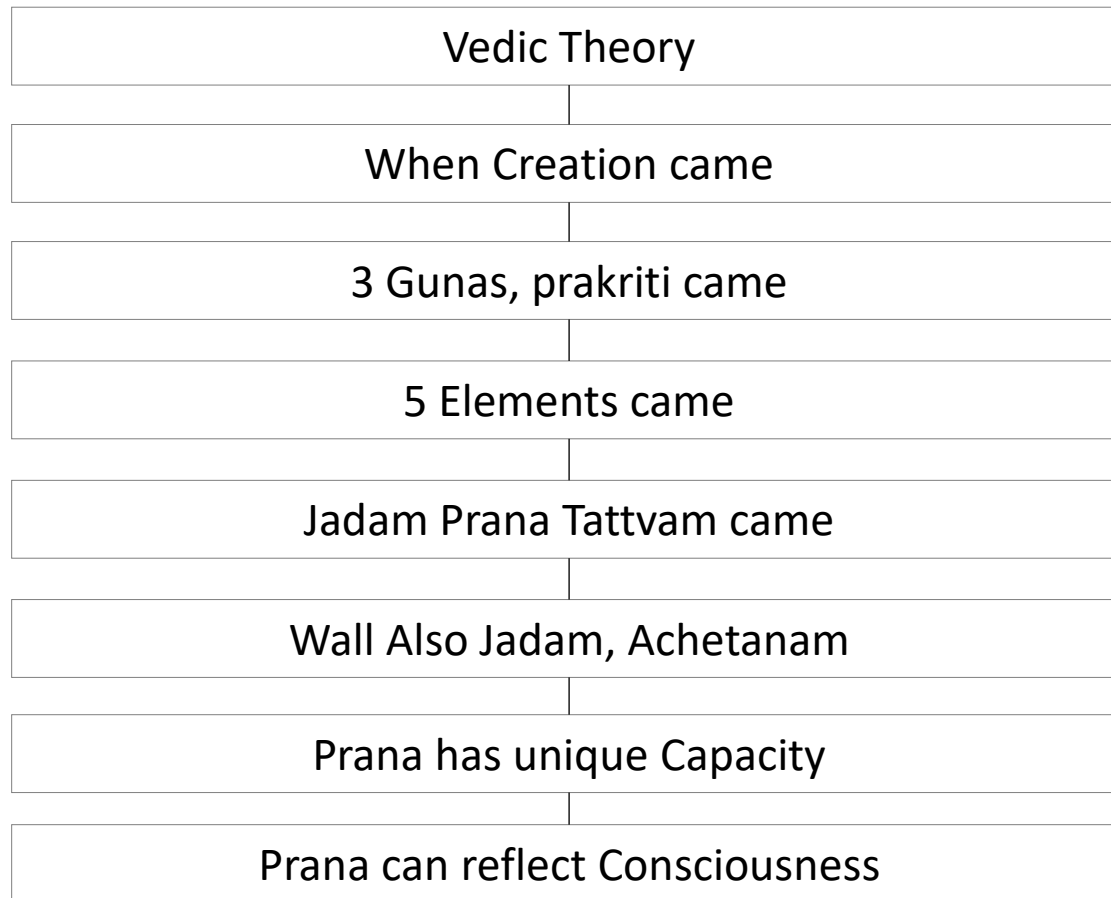 Vedic Theory
When Creation came
3 Gunas, prakriti came
5 Elements came
Jadam Prana Tattvam came
Wall Also Jadam, Achetanam
Prana has unique Capacity
Prana can reflect Consciousness